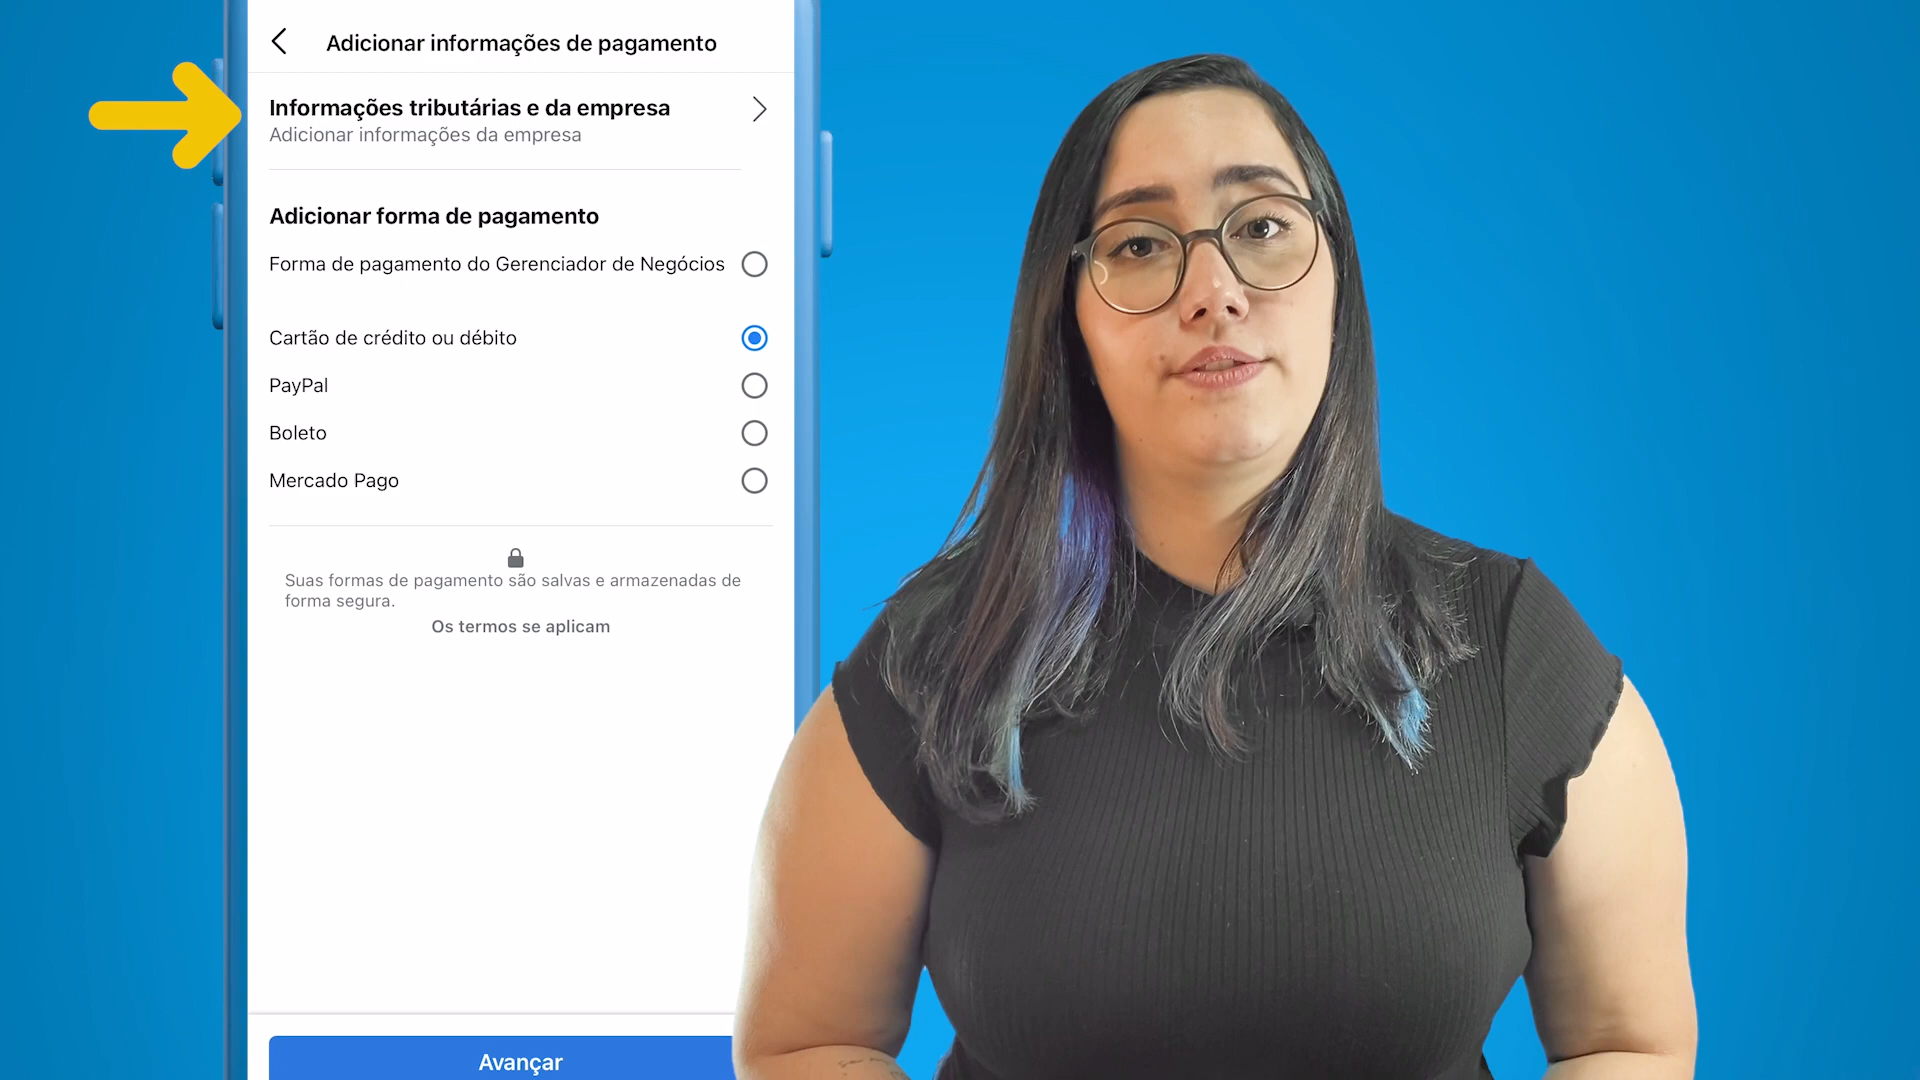 Adicionar informações de pagamento
Informações tributárias e da empresa
Adicionar informações da empresa
Adicionar forma de pagamento
Forma de pagamento do Gerenciador de Negócios
Cartão de crédito ou débito
PayPal
Boleto
Mercado Pago
Suas formas de pagamento são salvas e armazenadas de
forma segura.
Os termos se aplicam
Avançar